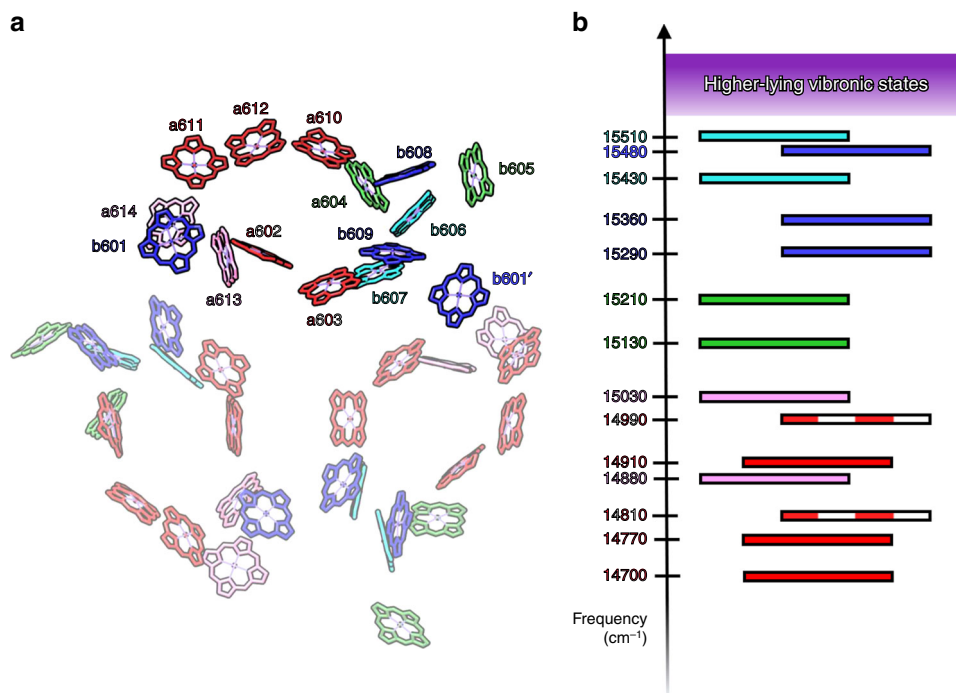 a
b
a612
a611
a610
b608
b605
a604
a614
a602
b606
b601
b609
a613
b607
b601′
a603
Higher-lying vibronic states
15510
15480
15430
15360
15290
15210
15130
15030
14990
14910
14880
14810
14770
14700
Frequency
(cm⁻¹)